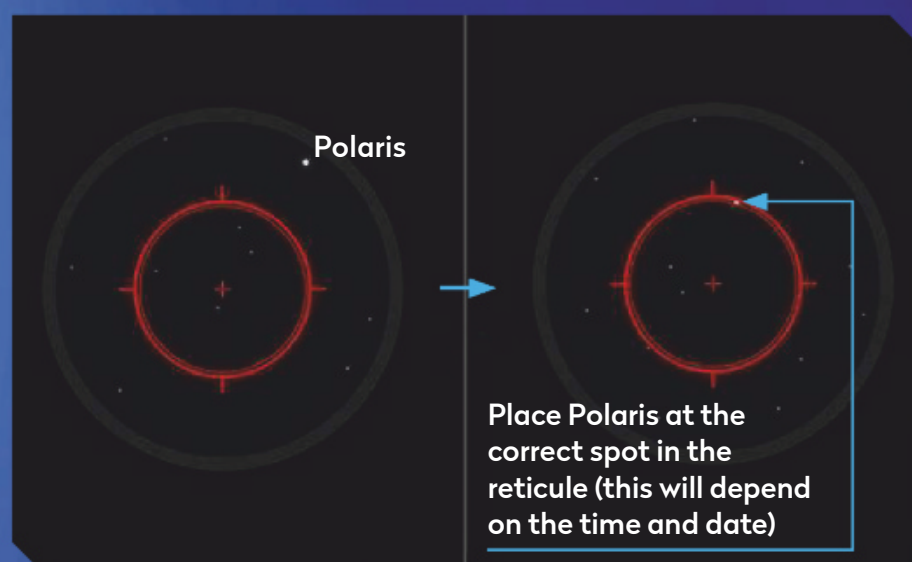 Polaris
Place Polaris at the
correct spot in the
reticule (this will depend
on the time and date)